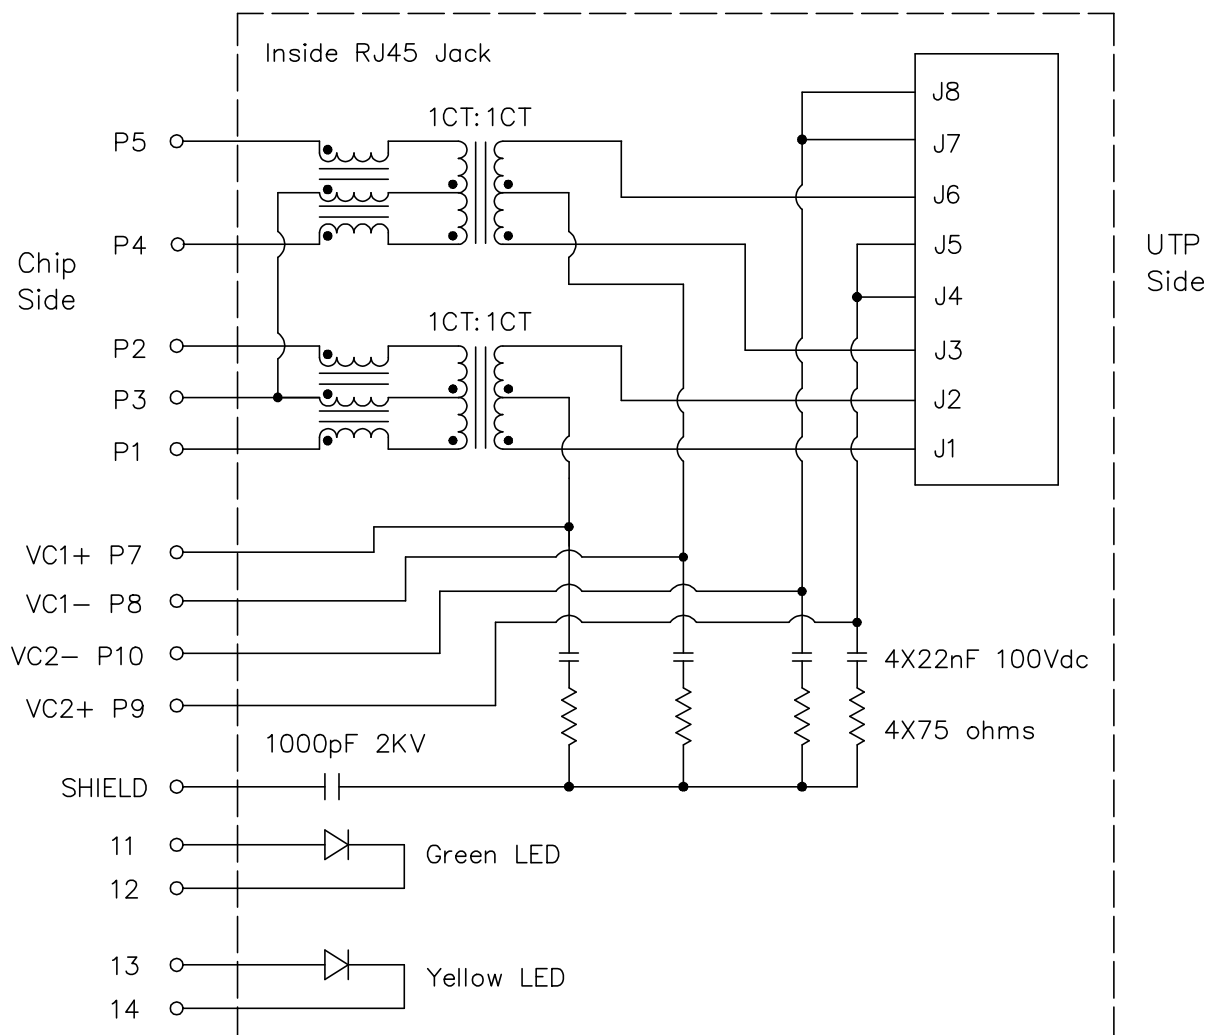 Inside RJ45 Jack
1CT:1CT
P5
P4
Chip
Side
1CT:1CT
P2
P3
P1
J8
J7
J6
J5
J4
J3
J2
J1
UTP
Side
VC1+ P7
VC1- P8
VC2- P10
VC2+ P9
4X22nF 100Vdc
4X75 ohms
1000pF 2KV
SHIELD
11
12
Green LED
13
14
Yellow LED